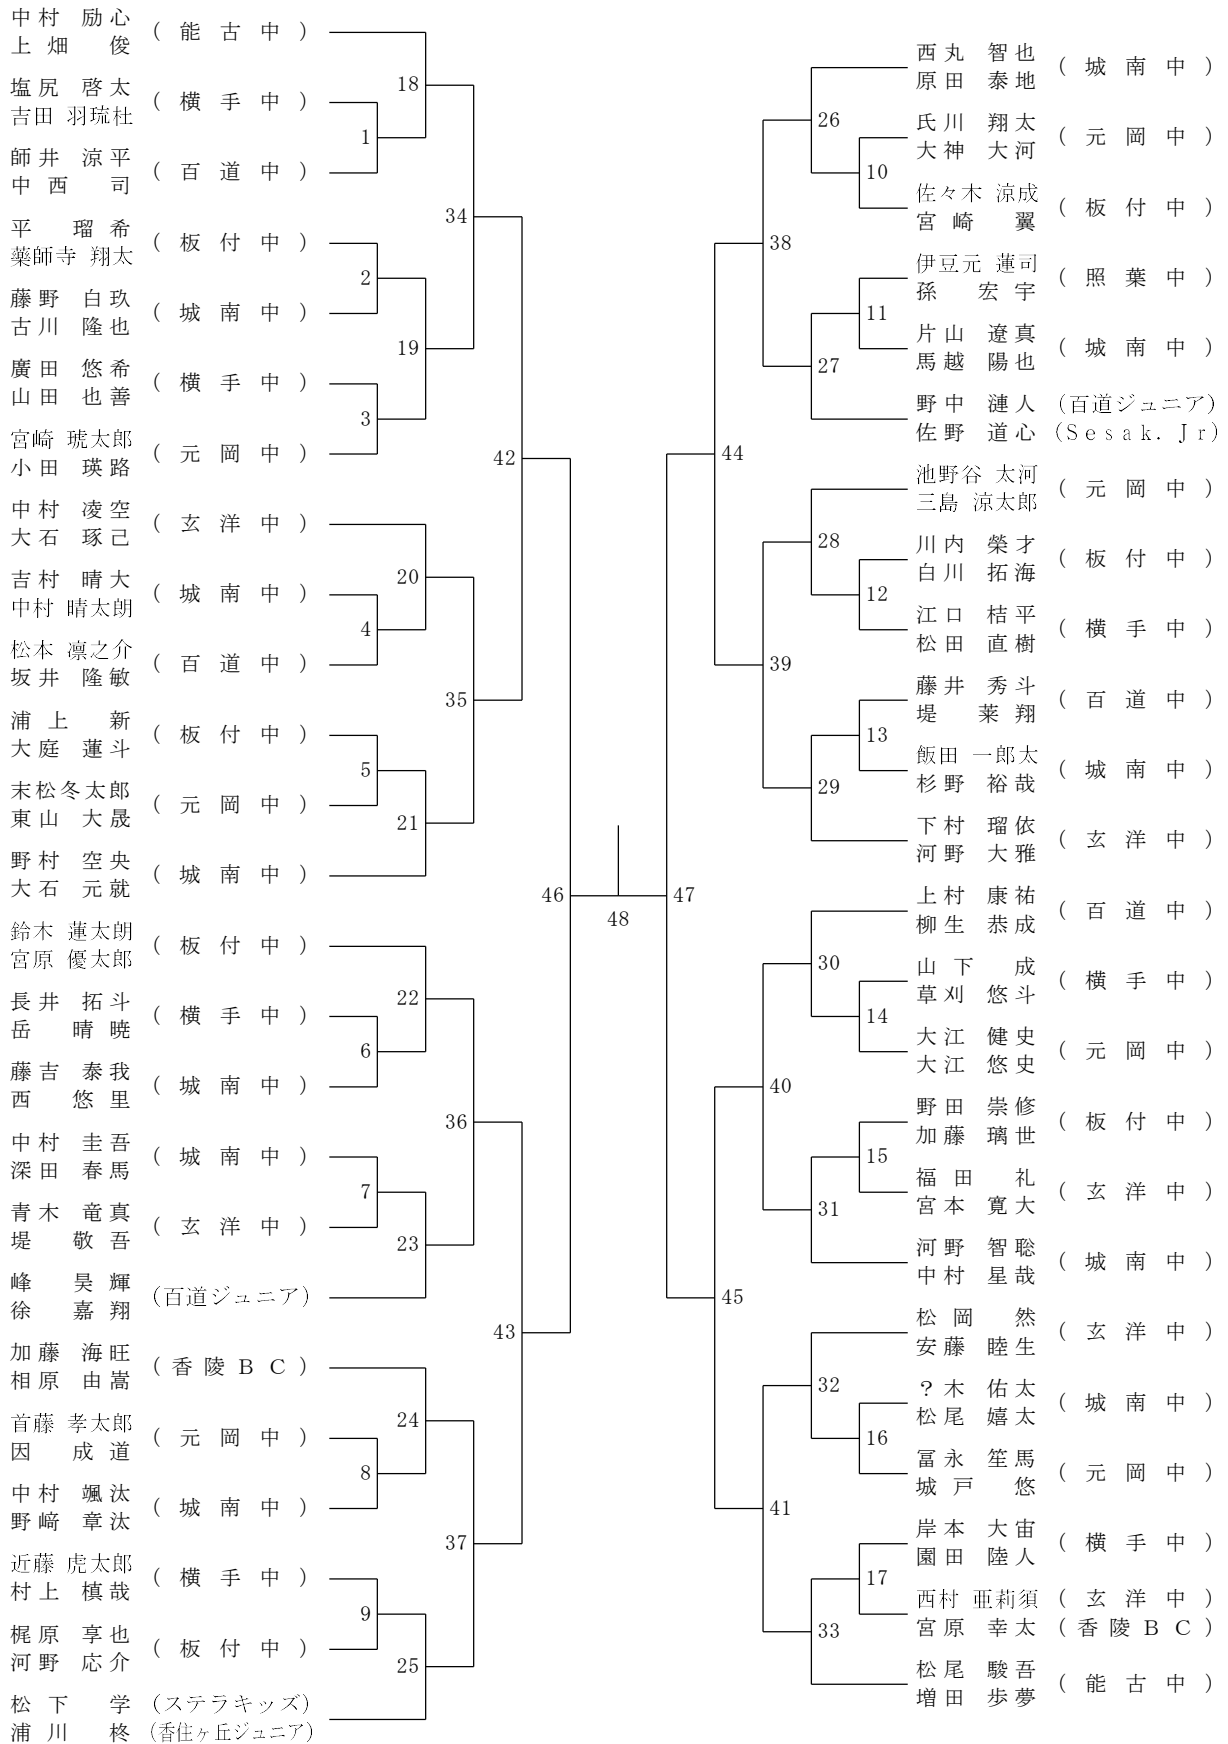 中村 励心 (能古中)
上畑 俊
塩尻 啓太 (横手中)
吉田 羽琉杜
師井 涼平 (百道中)
中西 司
平 瑠希 (板付中)
薬師寺 翔太
藤野 白玖 (城南中)
古川 隆也
廣田 悠希 (横手中)
山田 也善
宮崎 琥太郎 (元岡中)
小田 瑛路
中村 凌空 (玄洋中)
大石 琢己
吉村 晴大 (城南中)
中村 晴太朗
松本 凛之介 (百道中)
坂井 隆敏
浦上 新 (板付中)
大庭 蓮斗
末松冬太郎 (元岡中)
東山 大晟
野村 空央 (城南中)
大石 元就
鈴木 蓮太朗 (板付中)
宮原 優太郎
長井 拓斗 (横手中)
岳 晴暁
藤吉 泰我 (城南中)
西 悠里
中村 圭吾 (城南中)
深田 春馬
青木 竜真 (玄洋中)
堤 敬吾
峰 昊輝 (百道ジュニア)
徐 嘉翔
加藤 海旺 (香陵BC)
相原 由嵩
首藤 孝太郎 (元岡中)
因 成道
中村 颯汰 (城南中)
野﨑 章汰
近藤 虎太郎 (横手中)
村上 槙哉
梶原 享也 (板付中)
河野 応介
松下 学 (ステラキッズ)
浦川 柊 (香住ヶ丘ジュニア)
1
2
3
4
5
6
7
8
9
18
19
20
21
22
23
24
25
34
35
36
37
42
43
46
48
47
44
45
38
39
40
41
26
27
28
29
30
31
32
33
10
11
12
13
14
15
16
17
西丸 智也 (城南中)
原田 泰地
氏川 翔太 (元岡中)
大神 大河
佐々木 涼成 (板付中)
宮崎 翼
伊豆元 蓮司 (照葉中)
孫 宏宇
片山 遼真 (城南中)
馬越 陽也
野中 漣人 (百道ジュニア)
佐野 道心 (Sesak.Jr)
池野谷 太河 (元岡中)
三島 涼太郎
川内 榮才 (板付中)
白川 拓海
江口 桔平 (横手中)
松田 直樹
藤井 秀斗 (百道中)
堤 莱翔
飯田 一郎太 (城南中)
杉野 裕哉
下村 瑠依 (玄洋中)
河野 大雅
上村 康祐 (百道中)
柳生 恭成
山下 成 (横手中)
草刈 悠斗
大江 健史 (元岡中)
大江 悠史
野田 崇修 (板付中)
加藤 璃世
福田 礼 (玄洋中)
宮本 寛大
河野 智聡 (城南中)
中村 星哉
松岡 然 (玄洋中)
安藤 睦生
？木 佑太 (城南中)
松尾 嬉太
冨永 笙馬 (元岡中)
城戸 悠
岸本 大宙 (横手中)
園田 陸人
西村 亜莉須 (玄洋中)
宮原 幸太 (香陵BC)
松尾 駿吾 (能古中)
増田 歩夢